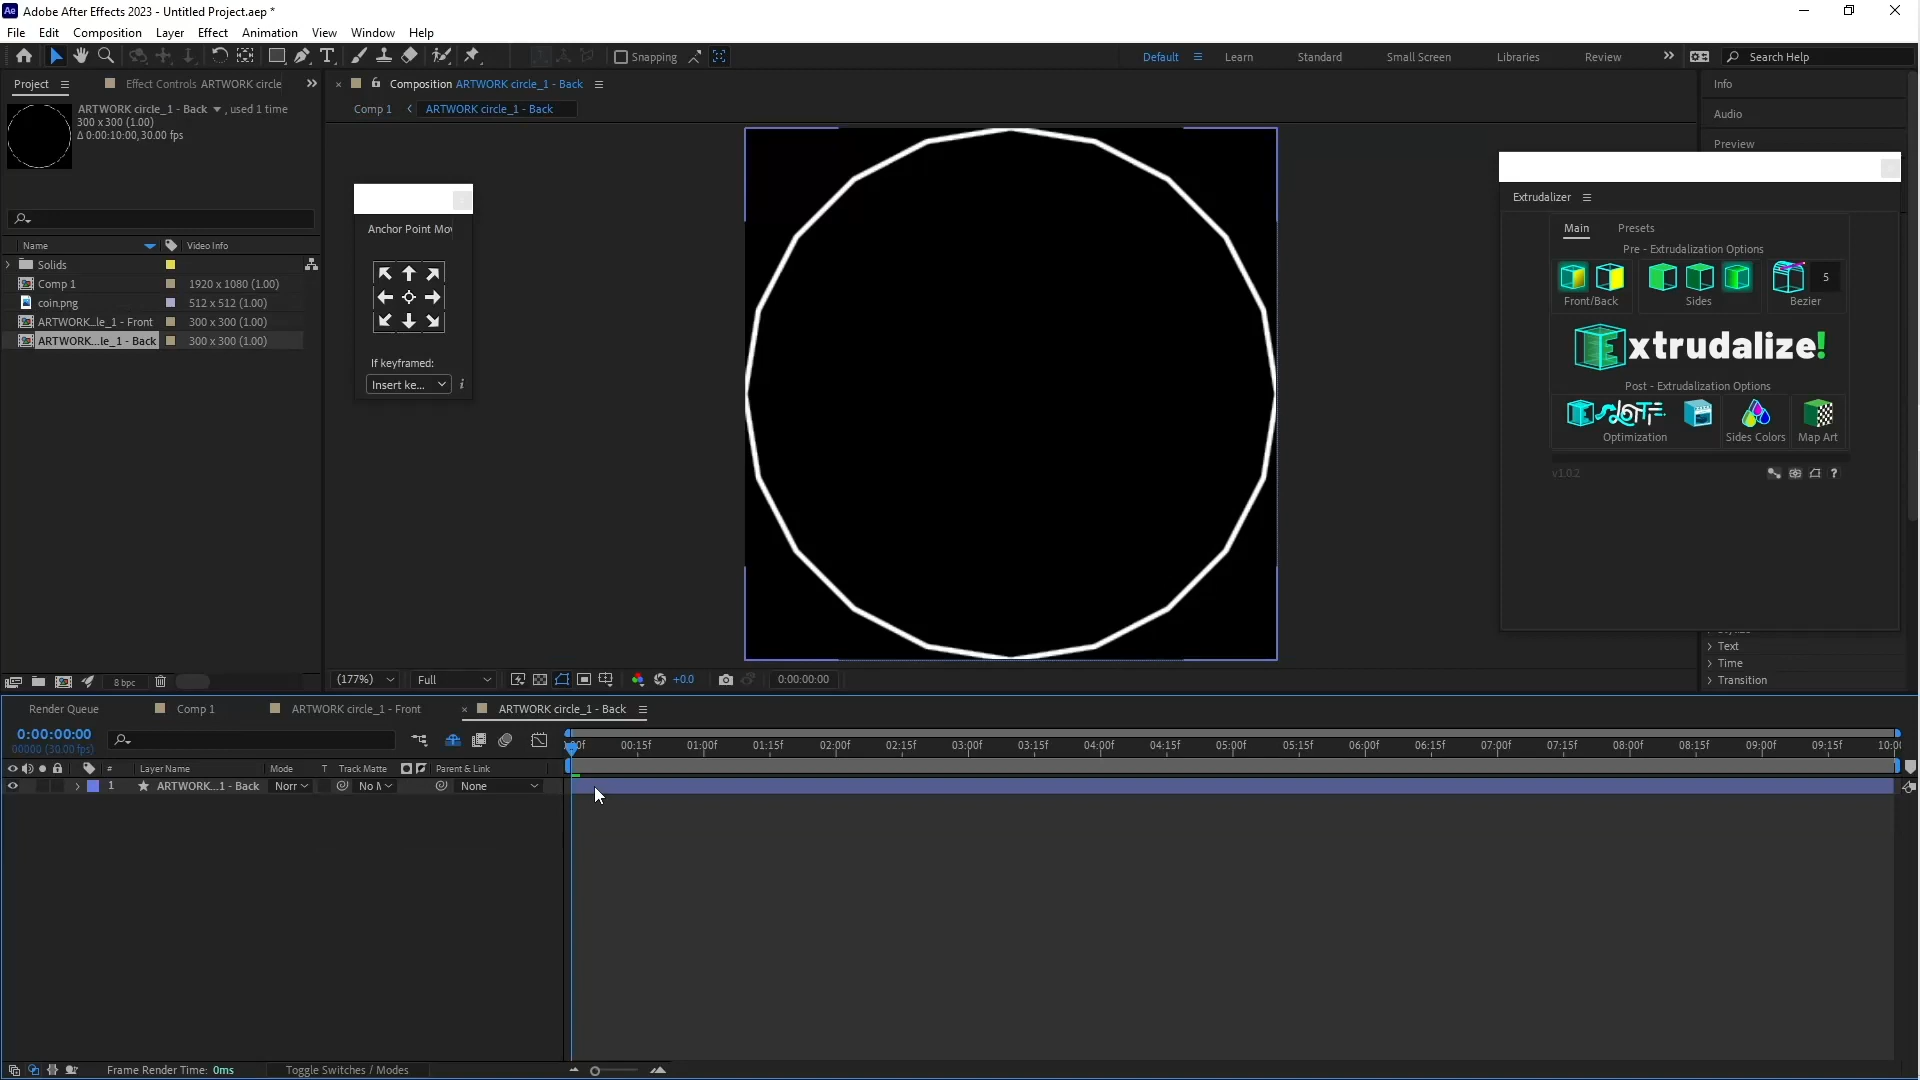 Adobe After Effects 2023 - Untitled Project.aep *
File Edit Composition Layer Effect Animation View Window Help
Snapping Default Learn Standard Small Screen Libraries Review Search Help
Project Effect Controls ARTWORK circle
Composition ARTWORK circle_1 - Back
Info
ARTWORK circle_1 - Back , used 1 time
300 x 300 (1.00)
Δ 0:00:10:00, 30.00 fps
Comp 1 ARTWORK circle_1 - Back
Audio
Preview
Extrudalizer
Main Presets
Pre - Extrudalization Options
5
Front/Back Sides Bezier
Extrudalize!
Post - Extrudalization Options
Optimization Sides Colors Map Art
v1.0.2
Anchor Point Mov
If keyframed:
Insert ke... i
Name Video Info
Solids
Comp 1 1920 x 1080 (1.00)
coin.png 512 x 512 (1.00)
ARTWORK...le_1 - Front 300 x 300 (1.00)
ARTWORK...le_1 - Back 300 x 300 (1.00)
Text
Time
Transition
8 bpc
(177%) Full +0.0 0:00:00:00
Render Queue Comp 1 ARTWORK circle_1 - Front ARTWORK circle_1 - Back
0:00:00:00
00000 (30.00 fps)
00:15f 01:00f 01:15f 02:00f 02:15f 03:00f 03:15f 04:00f 04:15f 05:00f 05:15f 06:00f 06:15f 07:00f 07:15f 08:00f 08:15f 09:00f 09:15f 10:0
# Layer Name Mode T Track Matte Parent & Link
1 ARTWORK...1 - Back Norr No M None
Frame Render Time: 0ms Toggle Switches / Modes